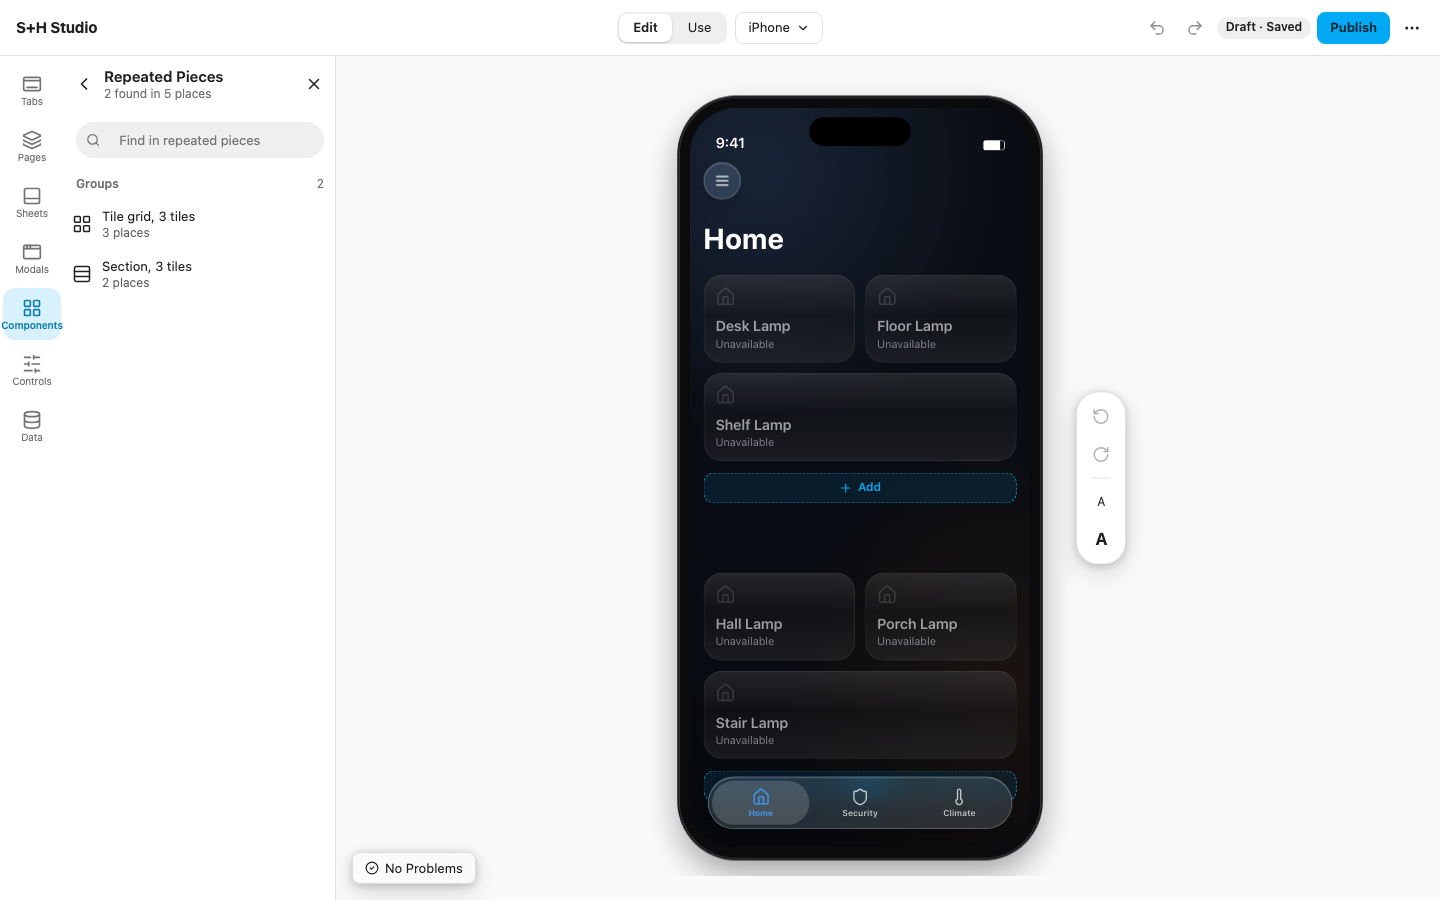 S+H Studio
Edit
Use
iPhone
Draft · Saved
Publish
Tabs
Pages
Sheets
Modals
Components
Controls
Data
Repeated Pieces
2 found in 5 places
Find in repeated pieces
Groups
2
Tile grid, 3 tiles
3 places
Section, 3 tiles
2 places
9:41
Home
Desk Lamp
Unavailable
Floor Lamp
Unavailable
Shelf Lamp
Unavailable
Add
Hall Lamp
Unavailable
Porch Lamp
Unavailable
Stair Lamp
Unavailable
Home
Security
Climate
A
A
No Problems